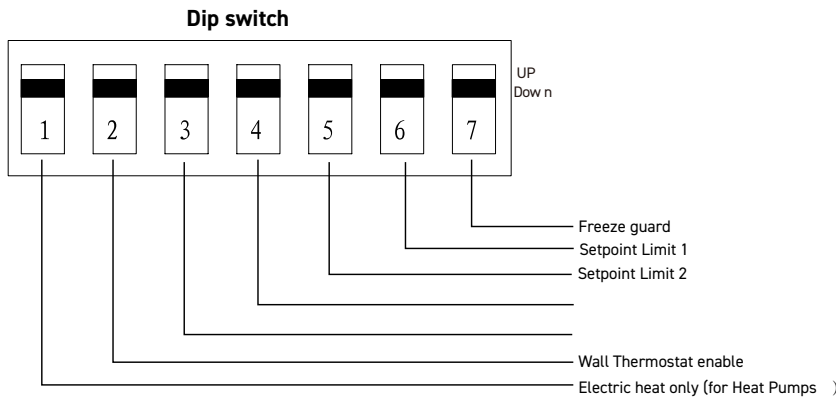 Dip switch
UP
Dow n
1 2 3 4 5 6 7
Freeze guard
Setpoint Limit 1
Setpoint Limit 2
Wall Thermostat enable
Electric heat only (for Heat Pumps )